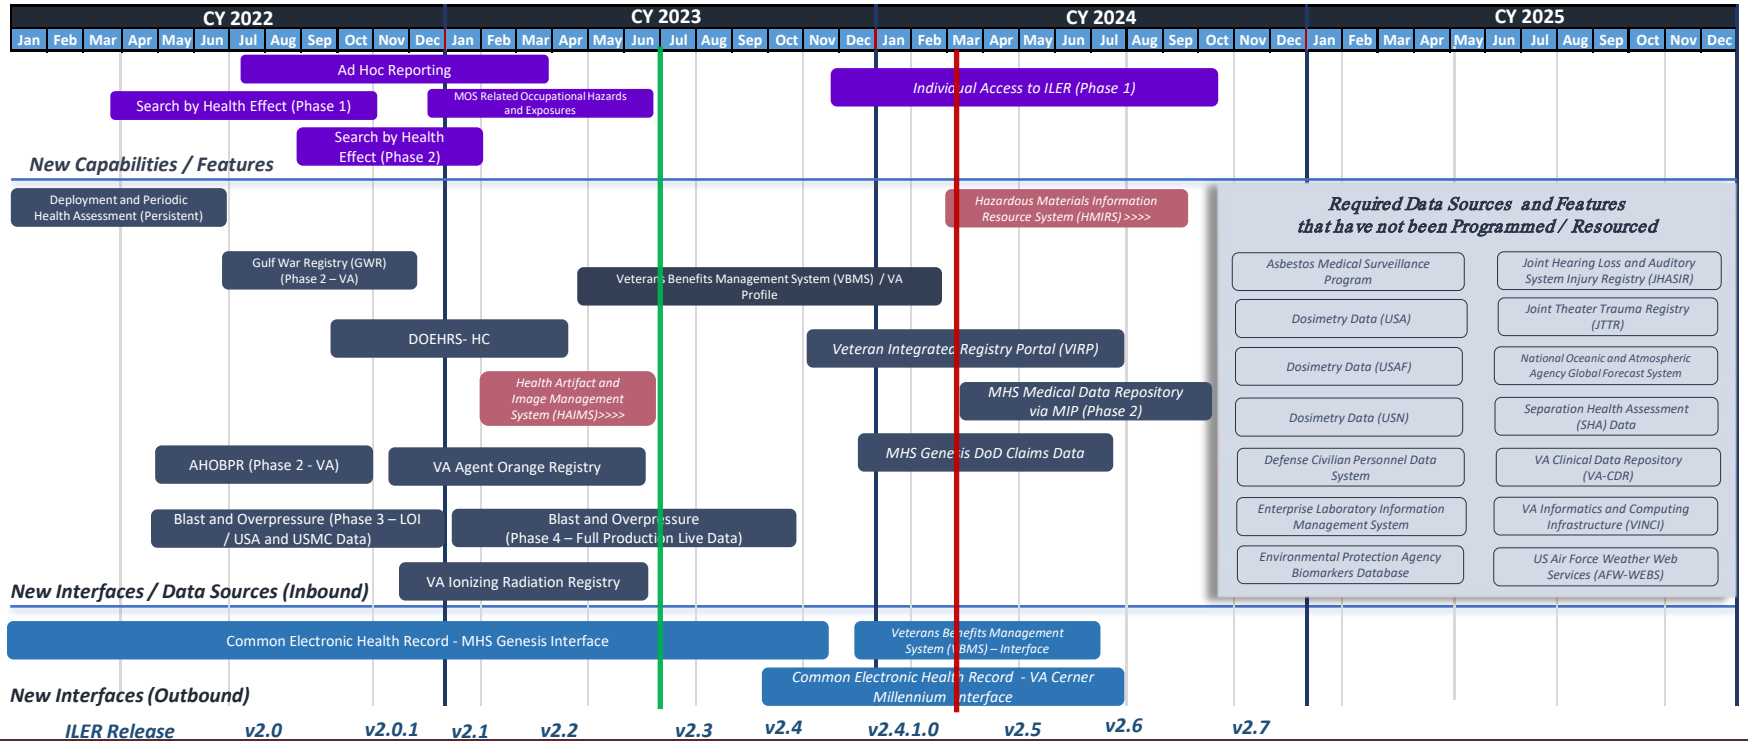 CY 2022 CY 2023 CY 2024 CY 2025
Jan Feb Mar Apr May Jun Jul Aug Sep Oct Nov Dec Jan Feb Mar Apr May Jun Jul Aug Sep Oct Nov Dec Jan Feb Mar Apr May Jun Jul Aug Sep Oct Nov Dec Jan Feb Mar Apr May Jun Jul Aug Sep Oct Nov Dec
Ad Hoc Reporting
Individual Access to ILER (Phase 1)
Search by Health Effect (Phase 1)
MOS Related Occupational Hazards
and Exposures
Search by Health
Effect (Phase 2)
New Capabilities / Features
Deployment and Periodic
Health Assessment (Persistent)
Hazardous Materials Information
Resource System (HMIRS) >>>>
Gulf War Registry (GWR)
(Phase 2 – VA)
Veterans Benefits Management System (VBMS) / VA
Profile
DOEHRS- HC
Veteran Integrated Registry Portal (VIRP)
Health Artifact and
Image Management
System (HAIMS)>>>>
MHS Medical Data Repository
via MIP (Phase 2)
MHS Genesis DoD Claims Data
AHOBPR (Phase 2 - VA)
VA Agent Orange Registry
Blast and Overpressure (Phase 3 – LOI
/ USA and USMC Data)
Blast and Overpressure
(Phase 4 – Full Production Live Data)
VA Ionizing Radiation Registry
New Interfaces / Data Sources (Inbound)
Required Data Sources and Features
that have not been Programmed / Resourced
Asbestos Medical Surveillance
Program
Dosimetry Data (USA)
Dosimetry Data (USAF)
Dosimetry Data (USN)
Defense Civilian Personnel Data
System
Enterprise Laboratory Information
Management System
Environmental Protection Agency
Biomarkers Database
Joint Hearing Loss and Auditory
System Injury Registry (JHASIR)
Joint Theater Trauma Registry
(JTTR)
National Oceanic and Atmospheric
Agency Global Forecast System
Separation Health Assessment
(SHA) Data
VA Clinical Data Repository
(VA-CDR)
VA Informatics and Computing
Infrastructure (VINCI)
US Air Force Weather Web
Services (AFW-WEBS)
Common Electronic Health Record - MHS Genesis Interface
Veterans Benefits Management
System (VBMS) – Interface
Common Electronic Health Record - VA Cerner
Millennium Interface
New Interfaces (Outbound)
ILER Release v2.0 v2.0.1 v2.1 v2.2 v2.3 v2.4 v2.4.1.0 v2.5 v2.6 v2.7